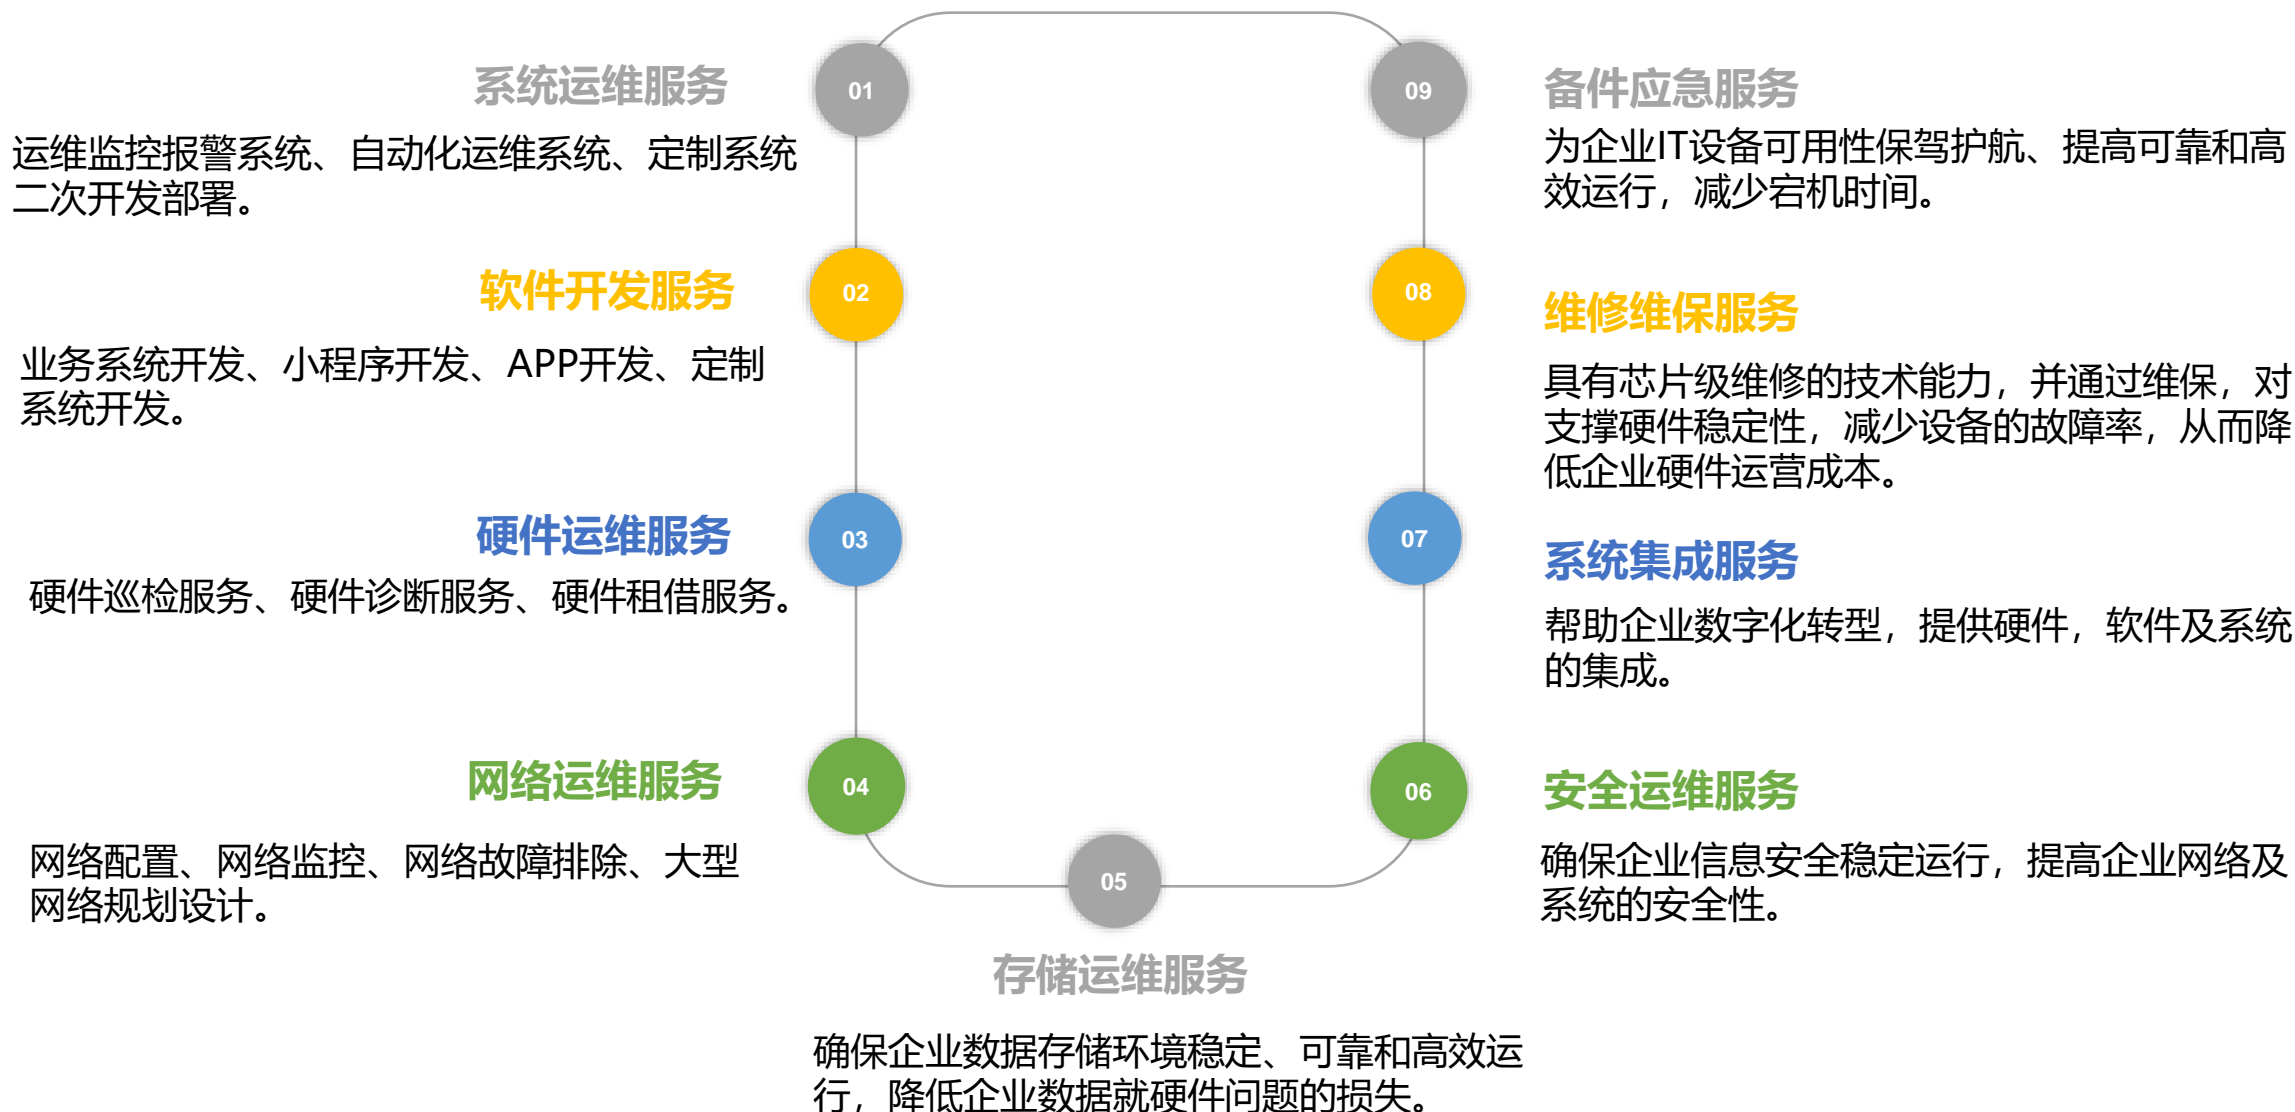 01
系统运维服务
运维监控报警系统、自动化运维系统、定制系统
二次开发部署。
02
软件开发服务
业务系统开发、小程序开发、APP开发、定制
系统开发。
03
硬件运维服务
硬件巡检服务、硬件诊断服务、硬件租借服务。
04
网络运维服务
网络配置、网络监控、网络故障排除、大型
网络规划设计。
05
存储运维服务
确保企业数据存储环境稳定、可靠和高效运
行，降低企业数据就硬件问题的损失。
06
安全运维服务
确保企业信息安全稳定运行，提高企业网络及
系统的安全性。
07
系统集成服务
帮助企业数字化转型，提供硬件，软件及系统
的集成。
08
维修维保服务
具有芯片级维修的技术能力，并通过维保，对
支撑硬件稳定性，减少设备的故障率，从而降
低企业硬件运营成本。
09
备件应急服务
为企业IT设备可用性保驾护航、提高可靠和高
效运行，减少宕机时间。